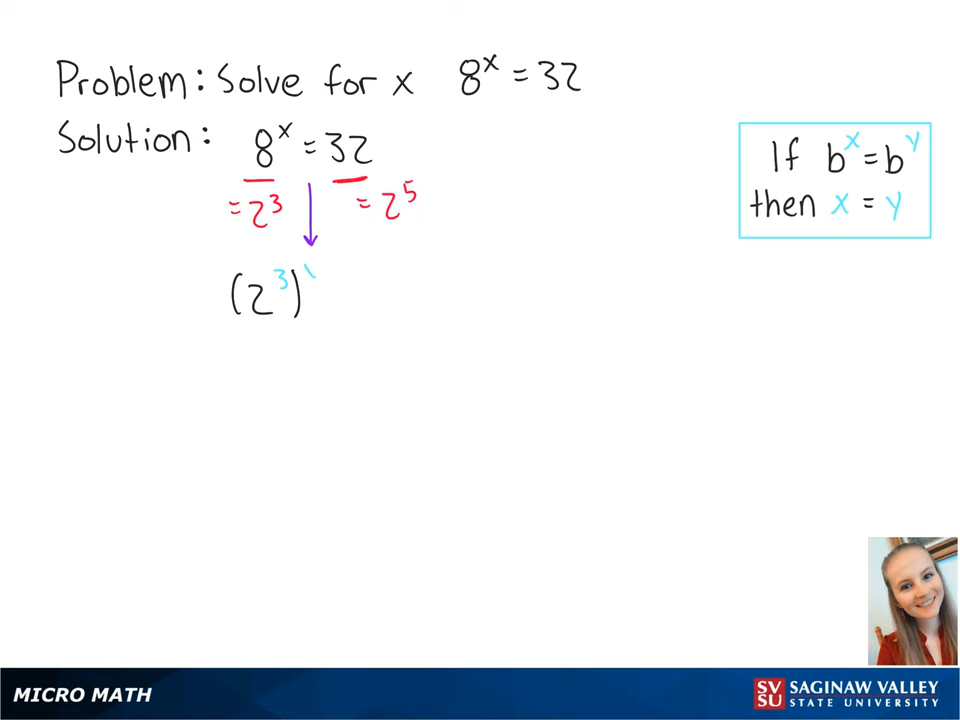 Problem: Solve for x 8^x = 32
Solution: 8^x = 32
= 2^3 = 2^5
(2^3)
If b^x = b^y
then x = y
MICRO MATH
SVSU SAGINAW VALLEY
STATE UNIVERSITY